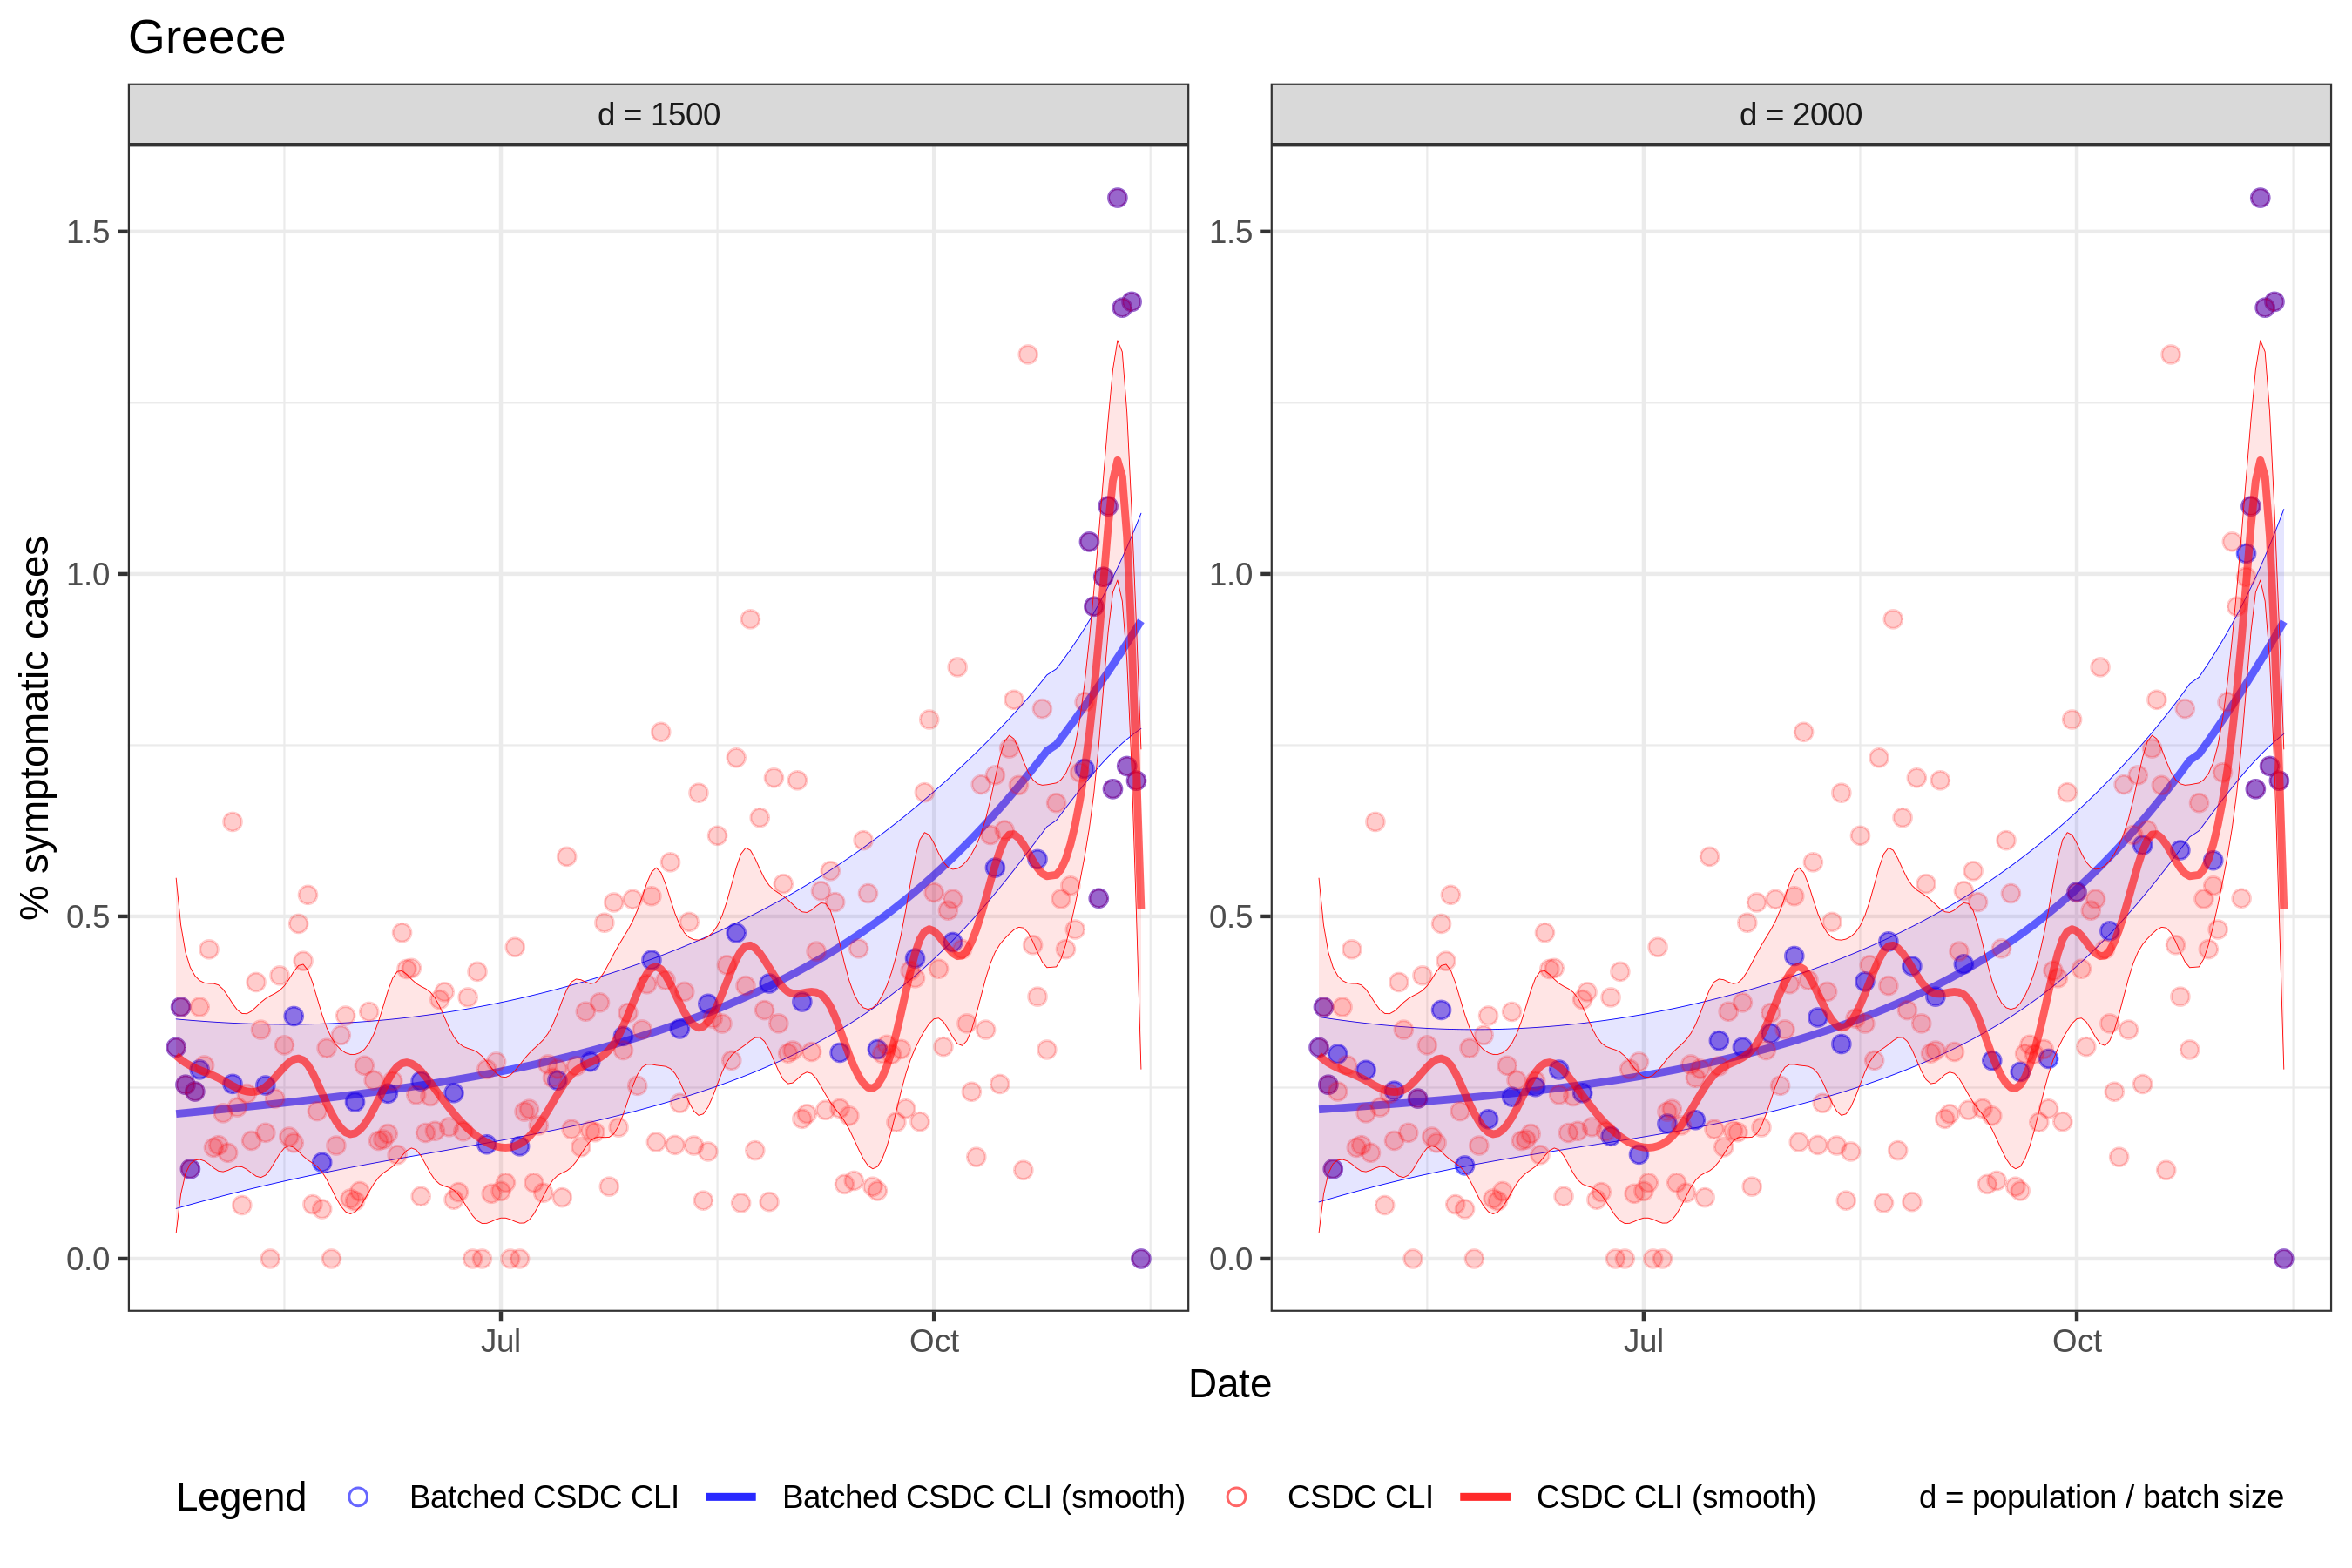 Greece
d = 1500
d = 2000
% symptomatic cases
1.5
1.0
0.5
0.0
1.5
1.0
0.5
0.0
Jul
Oct
Jul
Oct
Date
Legend
Batched CSDC CLI
Batched CSDC CLI (smooth)
CSDC CLI
CSDC CLI (smooth)
d = population / batch size